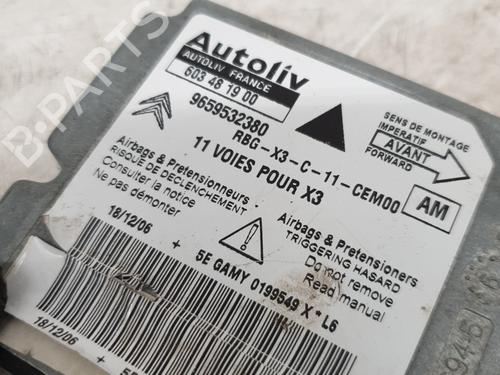 Autoliv
AUTOLIV FRANCE
603 48 19 00
9659532380
RBG-X3-C-11-CEM00
11 VOIES POUR X3
SENS DE MONTAGE
IMPERATIF
AVANT
FORWARD
AM
Airbags & Pretensionneurs
RISQUE DE DECLENCHEMENT
Consulter la notice
Ne pas démonter
Airbags & Pretensioners
TRIGGERING HASARD
Do not remove
Read manual
18/12/06
5E GAMY 0199549 X * L6
18/12/06
B-Parts